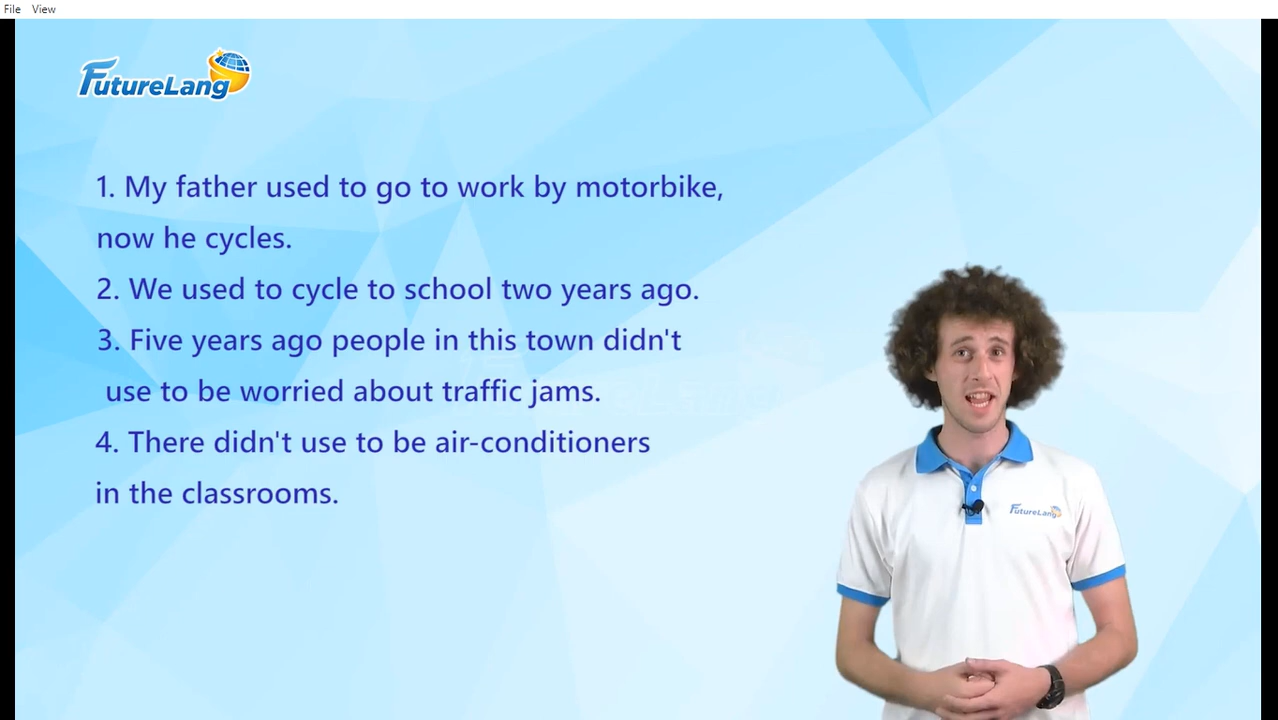 File View
FutureLang
1. My father used to go to work by motorbike,
now he cycles.
2. We used to cycle to school two years ago.
3. Five years ago people in this town didn't
use to be worried about traffic jams.
4. There didn't use to be air-conditioners
in the classrooms.
FutureLang